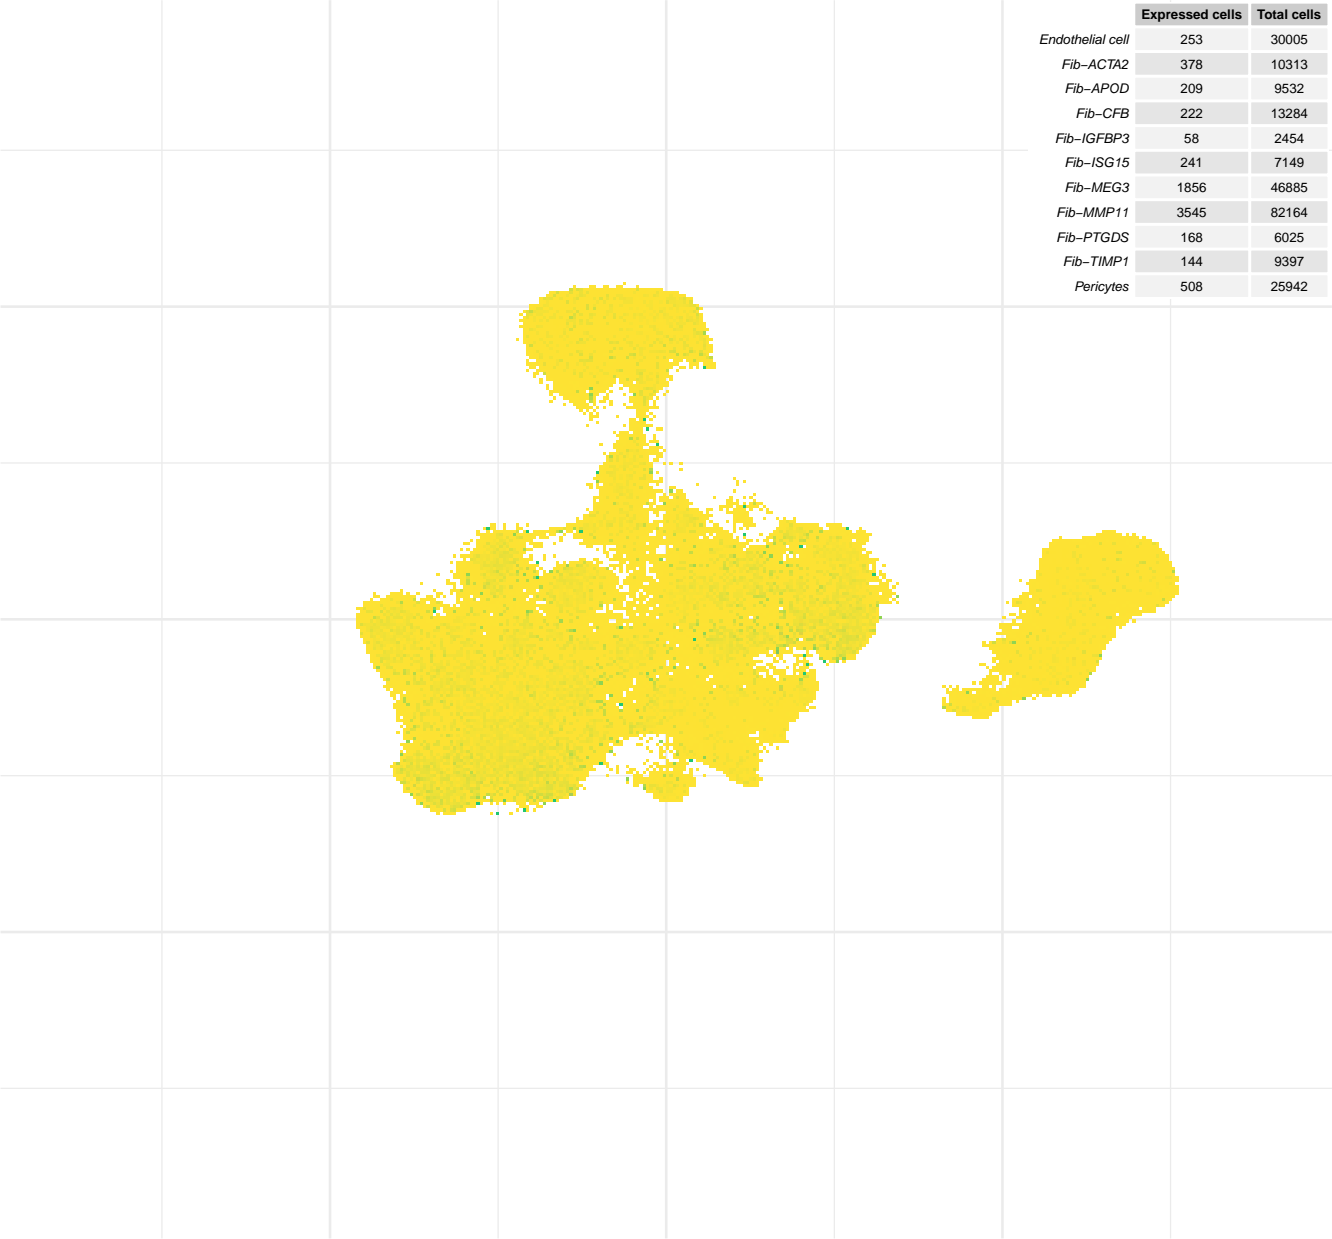 Expressed cells Total cells
Endothelial cell 253 30005
Fib−ACTA2 378 10313
Fib−APOD 209 9532
Fib−CFB 222 13284
Fib−IGFBP3 58 2454
Fib−ISG15 241 7149
Fib−MEG3 1856 46885
Fib−MMP11 3545 82164
Fib−PTGDS 168 6025
Fib−TIMP1 144 9397
Pericytes 508 25942